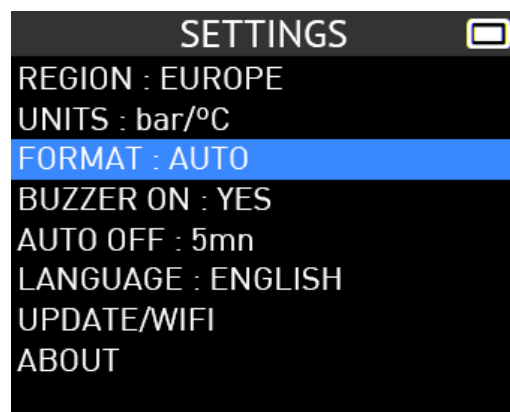 SETTINGS
REGION : EUROPE
UNITS : bar/ºC
FORMAT : AUTO
BUZZER ON : YES
AUTO OFF : 5mn
LANGUAGE : ENGLISH
UPDATE/WIFI
ABOUT